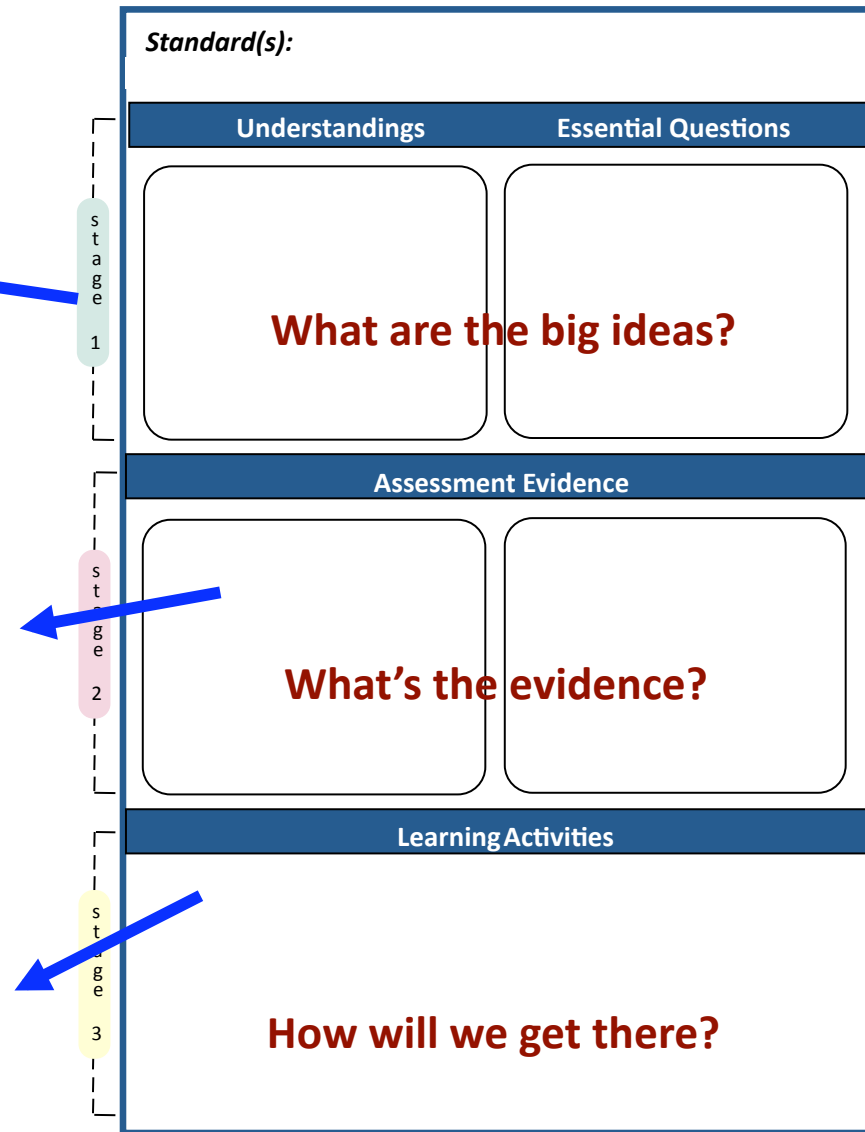 Standard(s):
Understandings Essential Questions
stage 1
What are the big ideas?
Assessment Evidence
stage 2
What's the evidence?
Learning Activities
stage 3
How will we get there?